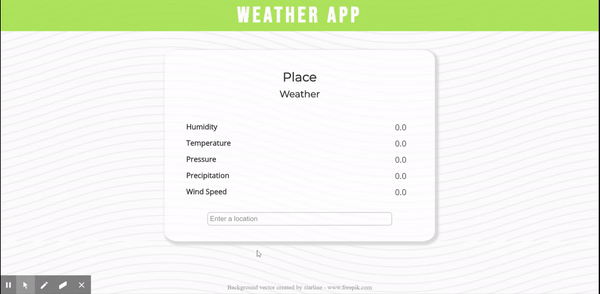 WEATHER APP
Place
Weather
Humidity 0.0
Temperature 0.0
Pressure 0.0
Precipitation 0.0
Wind Speed 0.0
Enter a location
Background vector created by starline - www.freepik.com